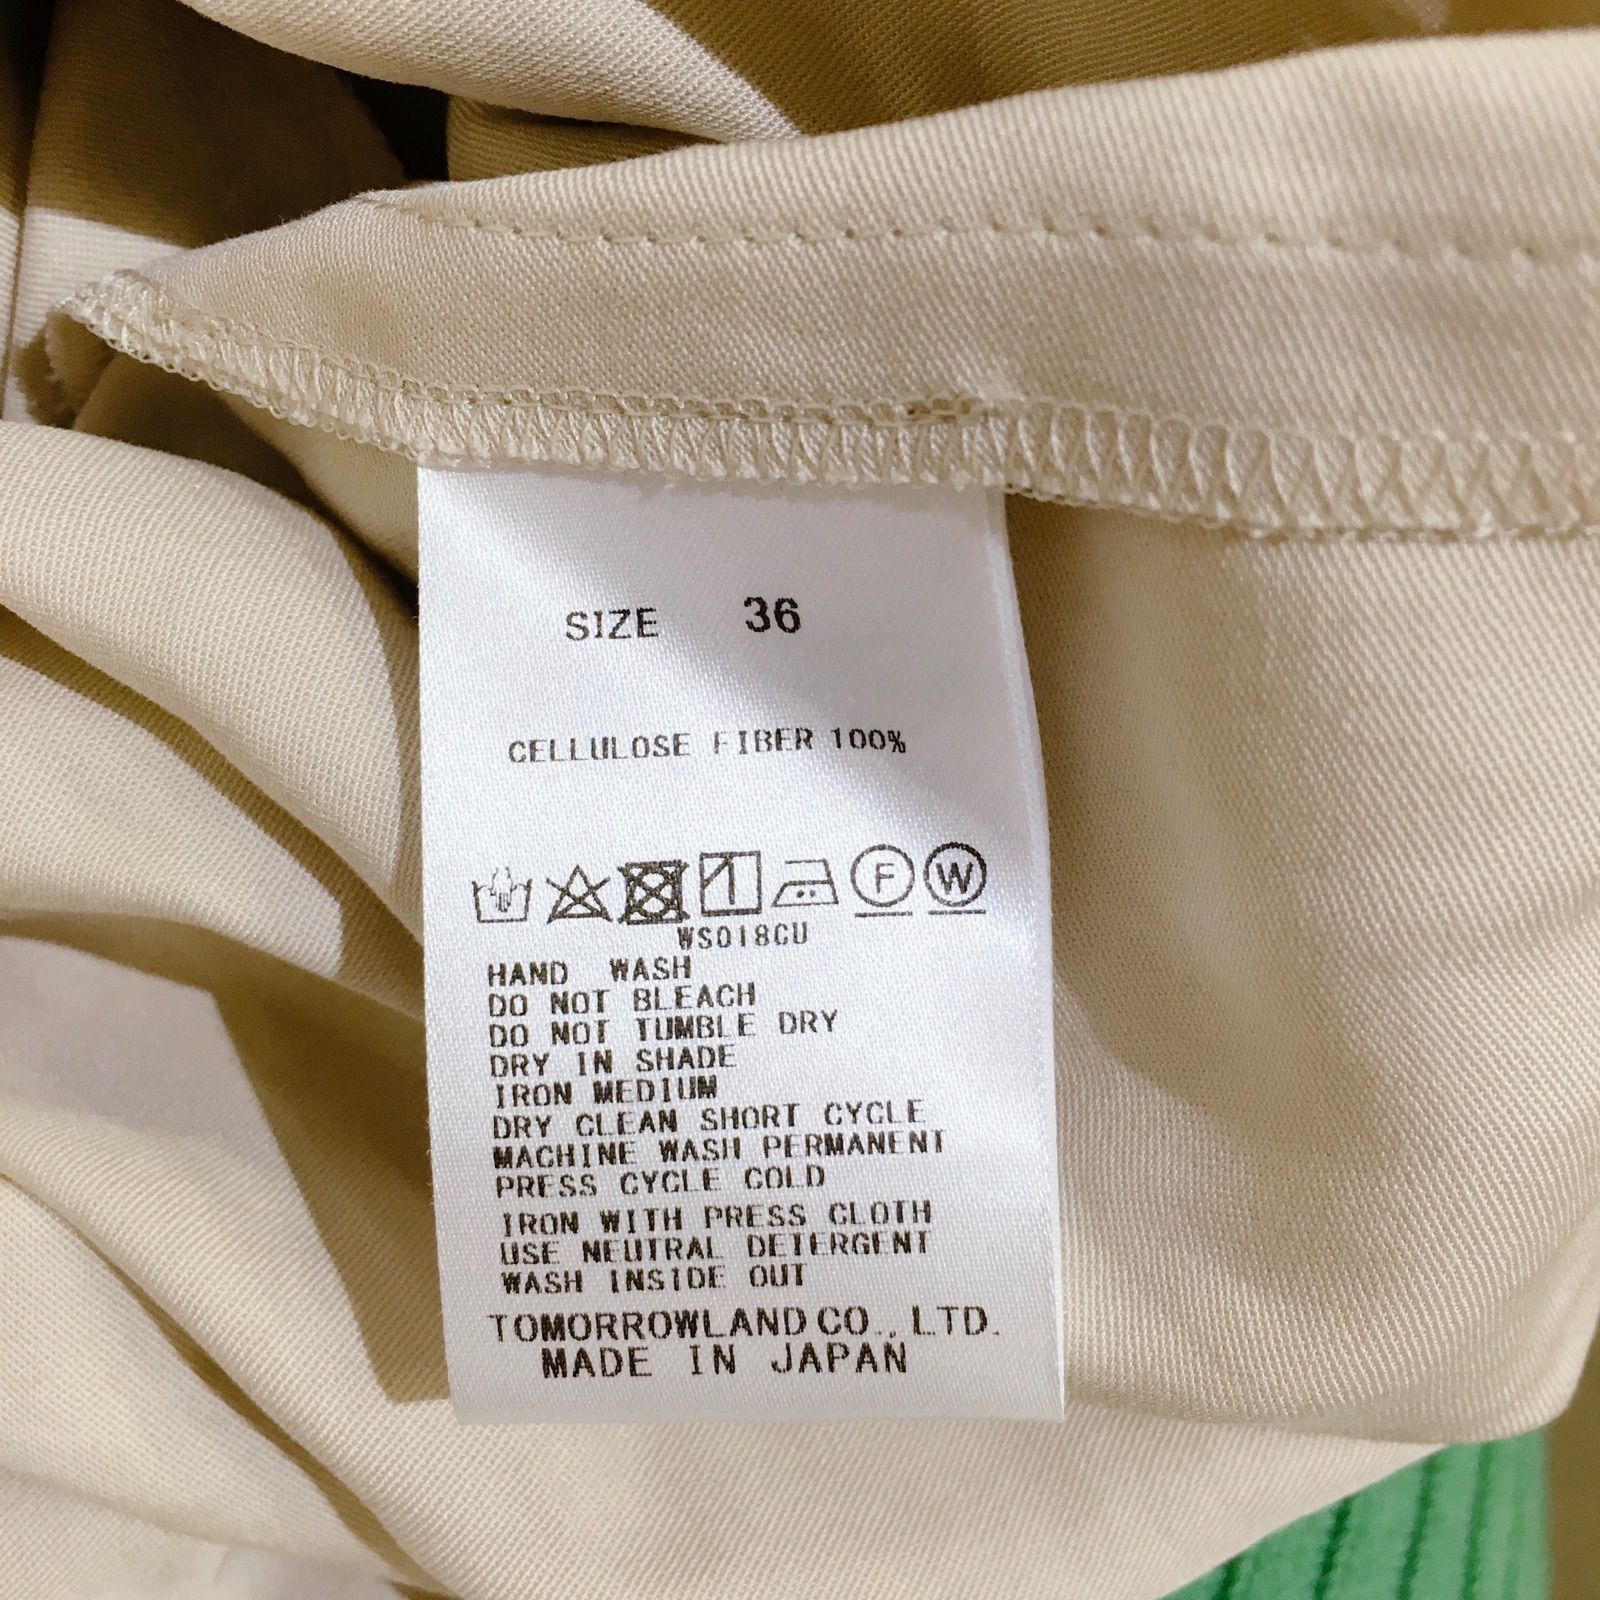 SIZE 36
CELLULOSE FIBER 100%
F W
WS018CU
HAND WASH
DO NOT BLEACH
DO NOT TUMBLE DRY
DRY IN SHADE
IRON MEDIUM
DRY CLEAN SHORT CYCLE
MACHINE WASH PERMANENT
PRESS CYCLE COLD
IRON WITH PRESS CLOTH
USE NEUTRAL DETERGENT
WASH INSIDE OUT
TOMORROWLAND CO., LTD.
MADE IN JAPAN